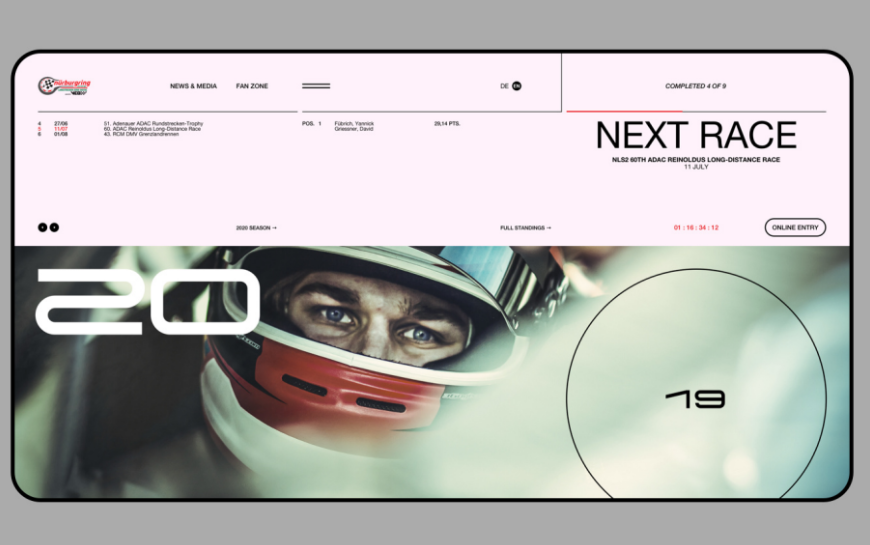 nürburgring
NEWS & MEDIA
FAN ZONE
DE EN
COMPLETED 4 OF 9
4 27/06 51. Adenauer ADAC Rundstrecken-Trophy
5 11/07 60. ADAC Reinoldus Long-Distance Race
6 01/08 43. RCM DMV Grenzlandrennen
POS. 1 Fübrich, Yannick 28,14 PTS.
Griessner, David
NEXT RACE
NLS2 60TH ADAC REINOLDUS LONG-DISTANCE RACE
11 JULY
2020 SEASON →
FULL STANDINGS →
01 : 16 : 34 : 12
ONLINE ENTRY
20
19